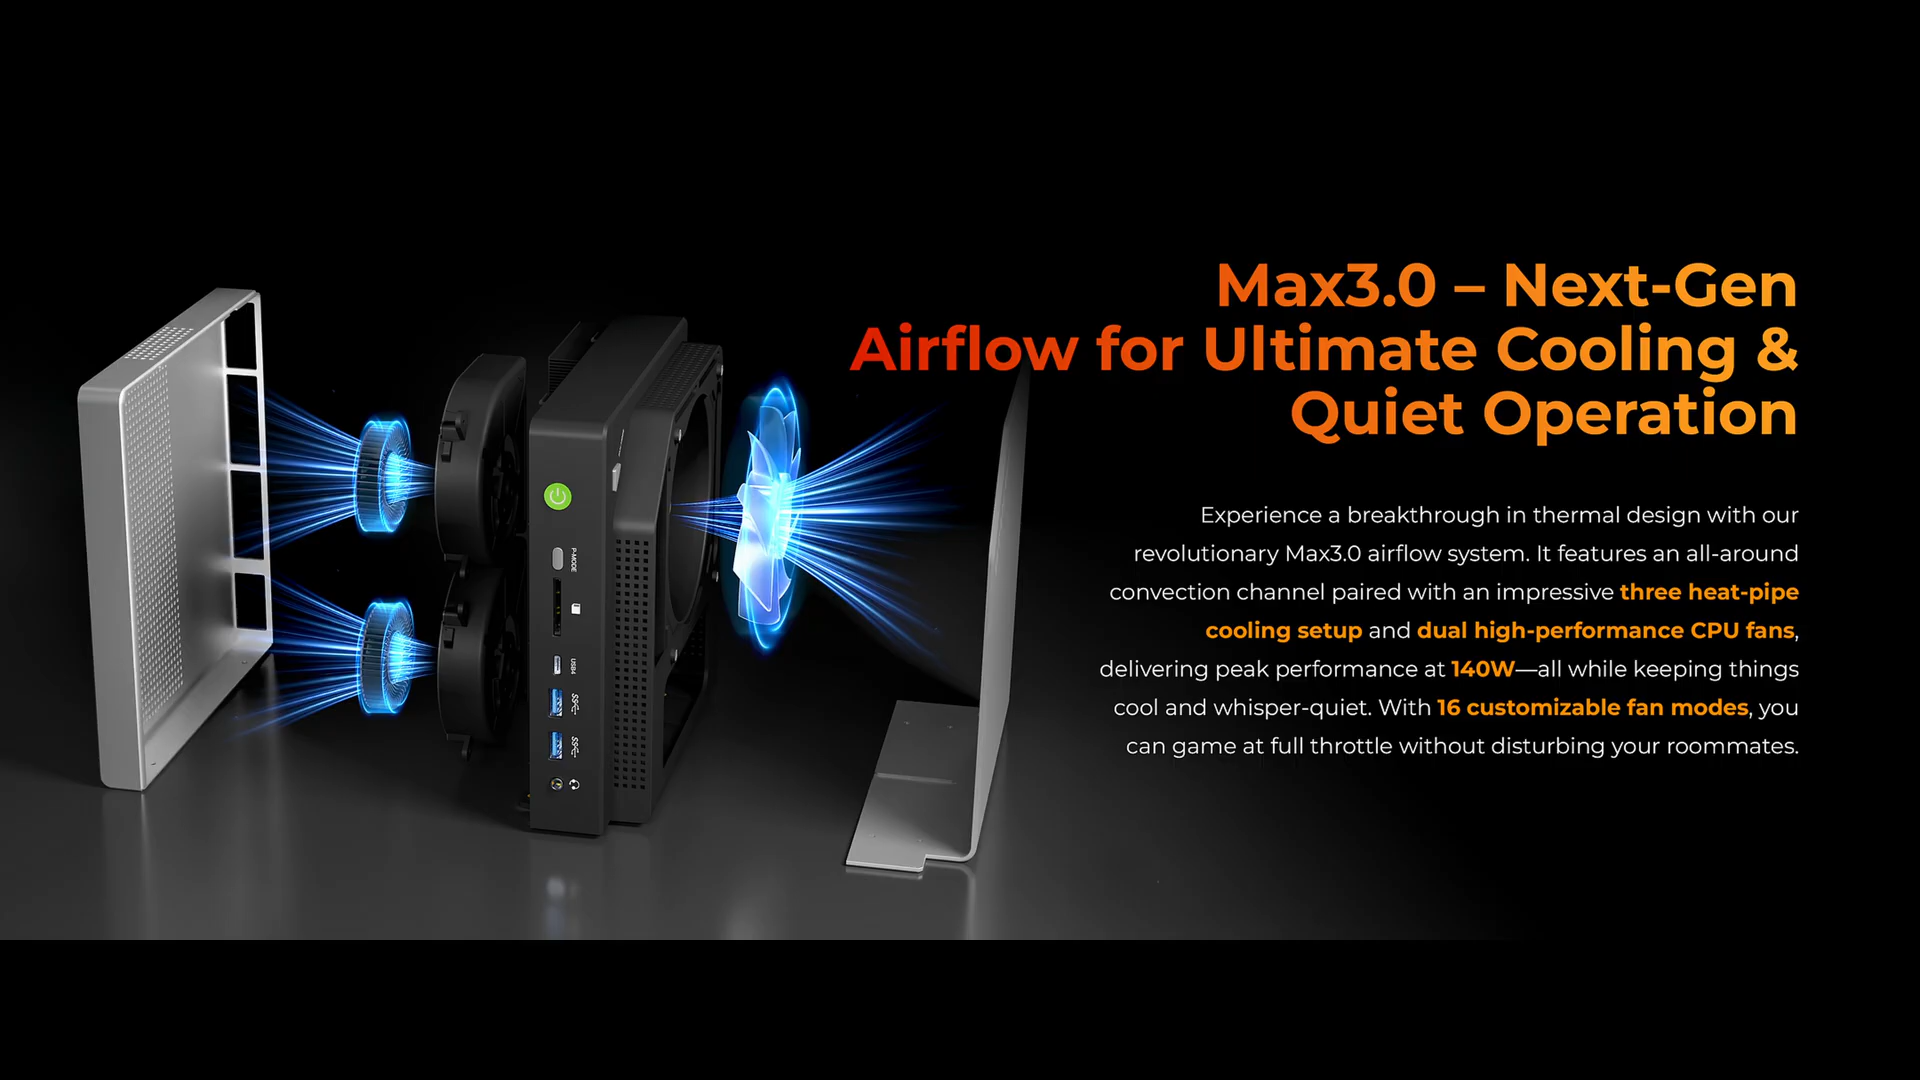 Max3.0 – Next-Gen
Airflow for Ultimate Cooling &
Quiet Operation
Experience a breakthrough in thermal design with our
revolutionary Max3.0 airflow system. It features an all-around
convection channel paired with an impressive three heat-pipe
cooling setup and dual high-performance CPU fans,
delivering peak performance at 140W—all while keeping things
cool and whisper-quiet. With 16 customizable fan modes, you
can game at full throttle without disturbing your roommates.
P-MODE
USB4